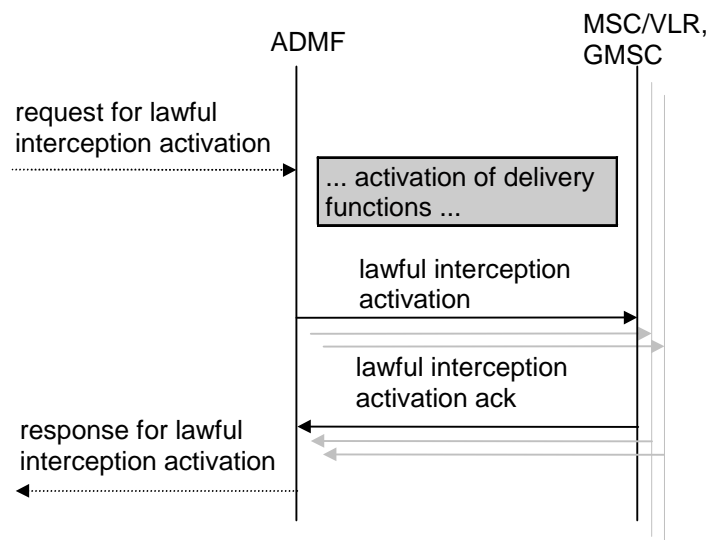 ADMF
MSC/VLR,
GMSC
request for lawful
interception activation
... activation of delivery
functions ...
lawful interception
activation
lawful interception
activation ack
response for lawful
interception activation